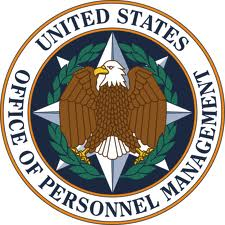 UNITED STATES
OFFICE OF PERSONNEL MANAGEMENT